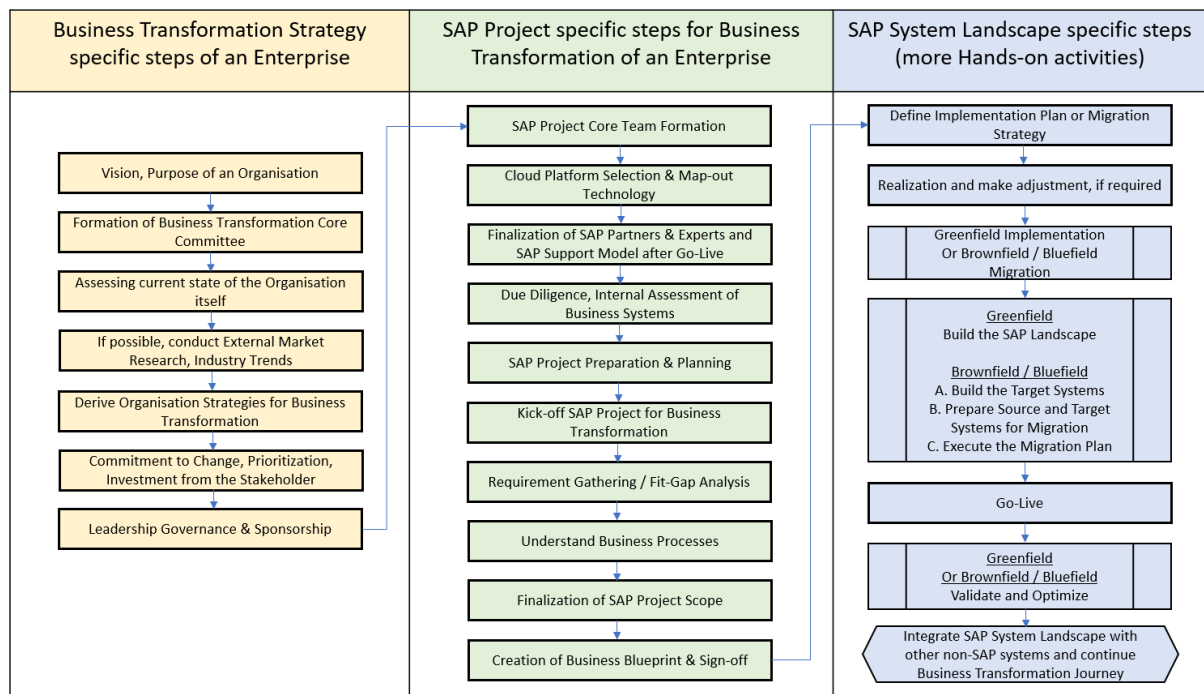 Business Transformation Strategy
specific steps of an Enterprise
SAP Project specific steps for Business
Transformation of an Enterprise
SAP System Landscape specific steps
(more Hands-on activities)
Vision, Purpose of an Organisation
Formation of Business Transformation Core
Committee
Assessing current state of the Organisation
itself
If possible, conduct External Market
Research, Industry Trends
Derive Organisation Strategies for Business
Transformation
Commitment to Change, Prioritization,
Investment from the Stakeholder
Leadership Governance & Sponsorship
SAP Project Core Team Formation
Cloud Platform Selection & Map-out
Technology
Finalization of SAP Partners & Experts and
SAP Support Model after Go-Live
Due Diligence, Internal Assessment of
Business Systems
SAP Project Preparation & Planning
Kick-off SAP Project for Business
Transformation
Requirement Gathering / Fit-Gap Analysis
Understand Business Processes
Finalization of SAP Project Scope
Creation of Business Blueprint & Sign-off
Define Implementation Plan or Migration
Strategy
Realization and make adjustment, if required
Greenfield Implementation
Or Brownfield / Bluefield
Migration
Greenfield
Build the SAP Landscape
Brownfield / Bluefield
A. Build the Target Systems
B. Prepare Source and Target
Systems for Migration
C. Execute the Migration Plan
Go-Live
Greenfield
Or Brownfield / Bluefield
Validate and Optimize
Integrate SAP System Landscape with
other non-SAP systems and continue
Business Transformation Journey